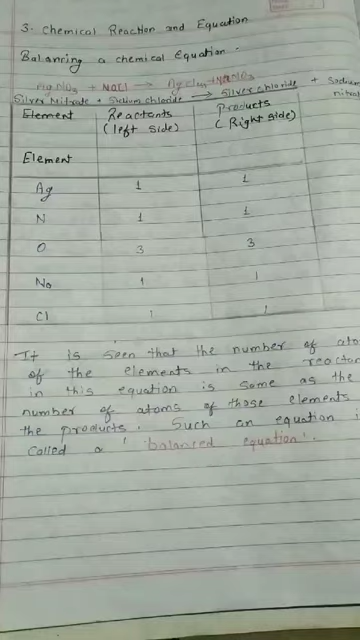 3. Chemical Reaction and Equation
Balancing a chemical Equation.
AgNO3 + NaCl → AgCl + NaNO3
Silver Nitrate + Sodium chloride → Silver chloride + Sodium nitrat
Element Reactants (left side) Products (Right side)
Element
Ag 1 1
N 1 1
O 3 3
Na 1 1
Cl 1 1
It is seen that the number of ato
of the elements in the reactan
in this equation is same as the
number of atoms of those elements
the products. Such an equation i
called a 'balanced equation'.